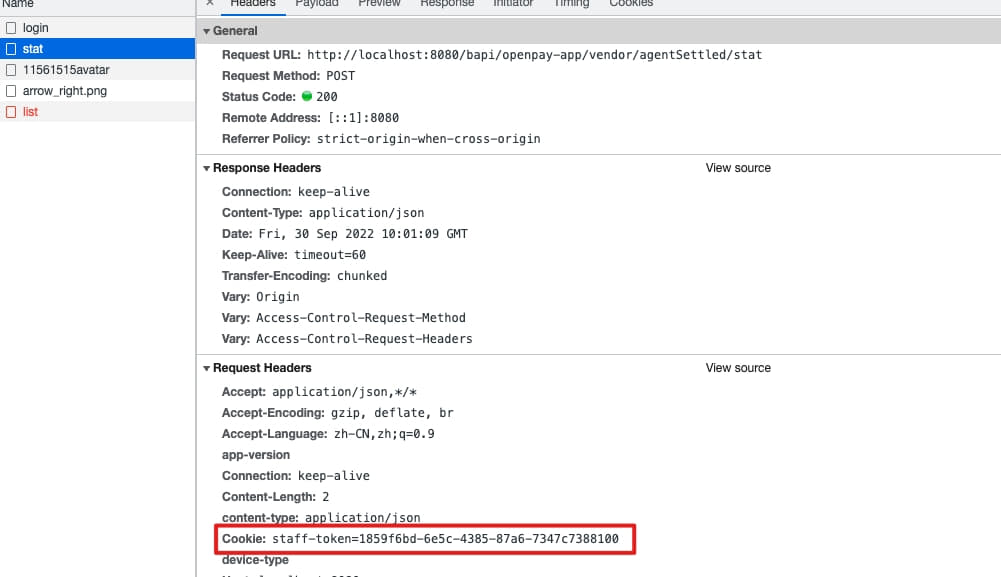 Name
× Headers Payload Preview Response Initiator Timing Cookies
login
stat
11561515avatar
arrow_right.png
list
General
Request URL: http://localhost:8080/bapi/openpay-app/vendor/agentSettled/stat
Request Method: POST
Status Code: 200
Remote Address: [::1]:8080
Referrer Policy: strict-origin-when-cross-origin
Response Headers View source
Connection: keep-alive
Content-Type: application/json
Date: Fri, 30 Sep 2022 10:01:09 GMT
Keep-Alive: timeout=60
Transfer-Encoding: chunked
Vary: Origin
Vary: Access-Control-Request-Method
Vary: Access-Control-Request-Headers
Request Headers View source
Accept: application/json,*/*
Accept-Encoding: gzip, deflate, br
Accept-Language: zh-CN,zh;q=0.9
app-version
Connection: keep-alive
Content-Length: 2
content-type: application/json
Cookie: staff-token=1859f6bd-6e5c-4385-87a6-7347c7388100
device-type